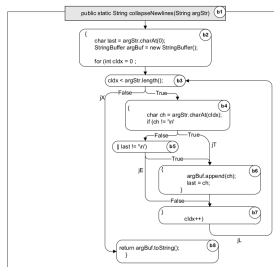 public static String collapseNewlines(String argStr)
b1
{
b2
char last = argStr.charAt(0);
StringBuffer argBuf = new StringBuffer();
for (int cIdx = 0 ;
cIdx < argStr.length();
b3
False
True
jX
{
b4
char ch = argStr.charAt(cIdx);
if (ch != '\n'
False
True
jT
|| last != '\n')
b5
True
jE
{
b6
argBuf.append(ch);
last = ch;
}
False
}
b7
cIdx++)
jL
return argBuf.toString();
b8
}